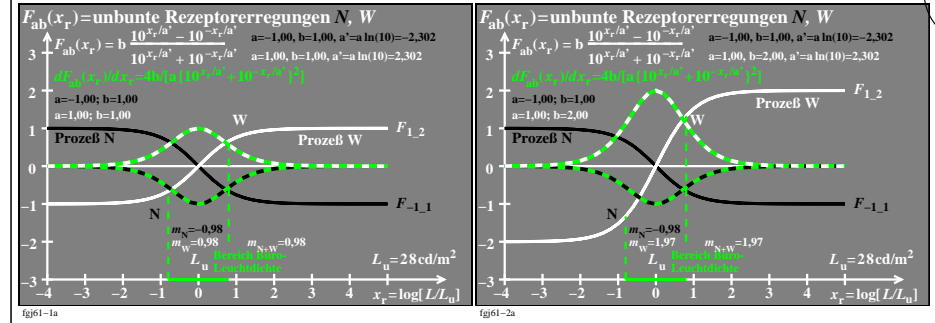 F_ab(x_r)=unbunte Rezeptorerregungen N, W
F_ab(x_r) = b (10^{x_r/a'} − 10^{−x_r/a'}) / (10^{x_r/a'} + 10^{−x_r/a'})
a=−1,00, b=1,00, a'=a ln(10)=−2,302
a=1,00, b=1,00, a'=a ln(10)=2,302
dF_ab(x_r)/dx_r=4b/[a [10^{x_r/a'}+10^{−x_r/a'}]^2]
a=−1,00; b=1,00
a=1,00; b=1,00
Prozeß N
W
Prozeß W
F_1_2
N
F_−1_1
m_N=−0,98
m_W=0,98
m_N+W=0,98
L_u
Bereich Büro-
Leuchtdichte
L_u=28cd/m^2
3
2
1
0
−1
−2
−3
−4 −3 −2 −1 0 1 2 3 4 5
x_r=log[L/L_u]
fgj61−1a
F_ab(x_r)=unbunte Rezeptorerregungen N, W
F_ab(x_r) = b (10^{x_r/a'} − 10^{−x_r/a'}) / (10^{x_r/a'} + 10^{−x_r/a'})
a=−1,00, b=1,00, a'=a ln(10)=−2,302
a=1,00, b=2,00, a'=a ln(10)=2,302
dF_ab(x_r)/dx_r=4b/[a [10^{x_r/a'}+10^{−x_r/a'}]^2]
a=−1,00; b=1,00
a=1,00; b=2,00
Prozeß W
F_1_2
W
Prozeß N
N
F_−1_1
m_N=−0,98
m_W=1,97
m_N+W=1,97
L_u
Bereich Büro-
Leuchtdichte
L_u=28cd/m^2
3
2
1
0
−1
−2
−3
−4 −3 −2 −1 0 1 2 3 4 5
x_r=log[L/L_u]
fgj61−2a